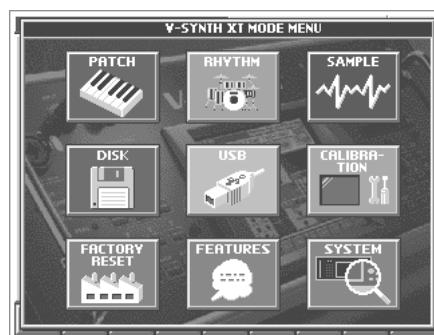 V-SYNTH XT MODE MENU
PATCH
RHYTHM
SAMPLE
DISK
USB
CALIBRA-
TION
FACTORY
RESET
FEATURES
SYSTEM